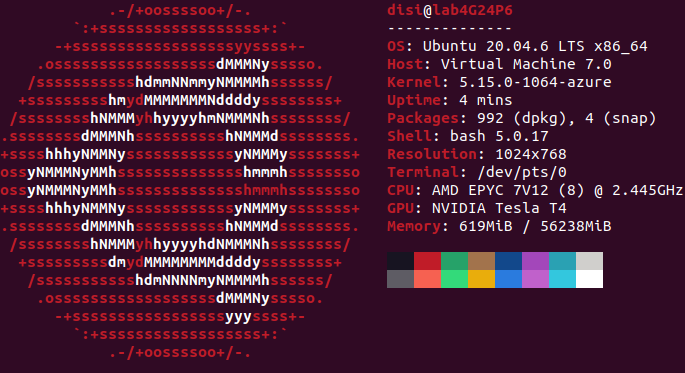 .-/+oossssoo+/-.
        `:+ssssssssssssssssss+:`
      -+ssssssssssssssssssyyssss+-
    .ossssssssssssssssssdMMMNysssso.
   /ssssssssssshdmmNNmmyNMMMMhssssss/
  +ssssssssshmydMMMMMMMNddddyssssssss+
 /sssssssshNMMMyhhyyyyhmNMMMNhssssssss/
.ssssssssdMMMNhsssssssssshNMMMdssssssss.
+sssshhhyNMMNyssssssssssssyNMMMysssssss+
ossyNMMMNyMMhsssssssssssssshmmmhssssssso
ossyNMMMNyMMhsssssssssssssshmmmhssssssso
+sssshhhyNMMNyssssssssssssyNMMMysssssss+
.ssssssssdMMMNhsssssssssshNMMMdssssssss.
 /sssssssshNMMMyhhyyyyhdNMMMNhssssssss/
  +sssssssssdmydMMMMMMMMddddyssssssss+
   /ssssssssssshdmNNNNmyNMMMMhssssss/
    .ossssssssssssssssssdMMMNysssso.
      -+sssssssssssssssssyyyssss+-
        `:+ssssssssssssssssss+:`
            .-/+oossssoo+/-.
disi@lab4G24P6
--------------
OS: Ubuntu 20.04.6 LTS x86_64
Host: Virtual Machine 7.0
Kernel: 5.15.0-1064-azure
Uptime: 4 mins
Packages: 992 (dpkg), 4 (snap)
Shell: bash 5.0.17
Resolution: 1024x768
Terminal: /dev/pts/0
CPU: AMD EPYC 7V12 (8) @ 2.445GHz
GPU: NVIDIA Tesla T4
Memory: 619MiB / 56238MiB